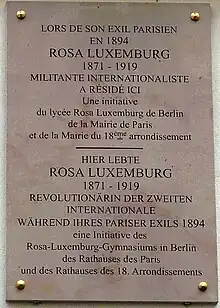 LORS DE SON EXIL PARISIEN
EN 1894
ROSA LUXEMBURG
1871 - 1919
MILITANTE INTERNATIONALISTE
A RÉSIDÉ ICI
Une initiative
du lycée Rosa Luxemburg de Berlin
de la Mairie de Paris
et de la Mairie du 18ème arrondissement
HIER LEBTE
ROSA LUXEMBURG
1871 - 1919
REVOLUTIONÄRIN DER ZWEITEN
INTERNATIONALE
WÄHREND IHRES PARISER EXILS 1894
eine Initiative des
Rosa-Luxemburg-Gymnasiums in Berlin
des Rathauses des Paris
und des Rathauses des 18. Arrondissements